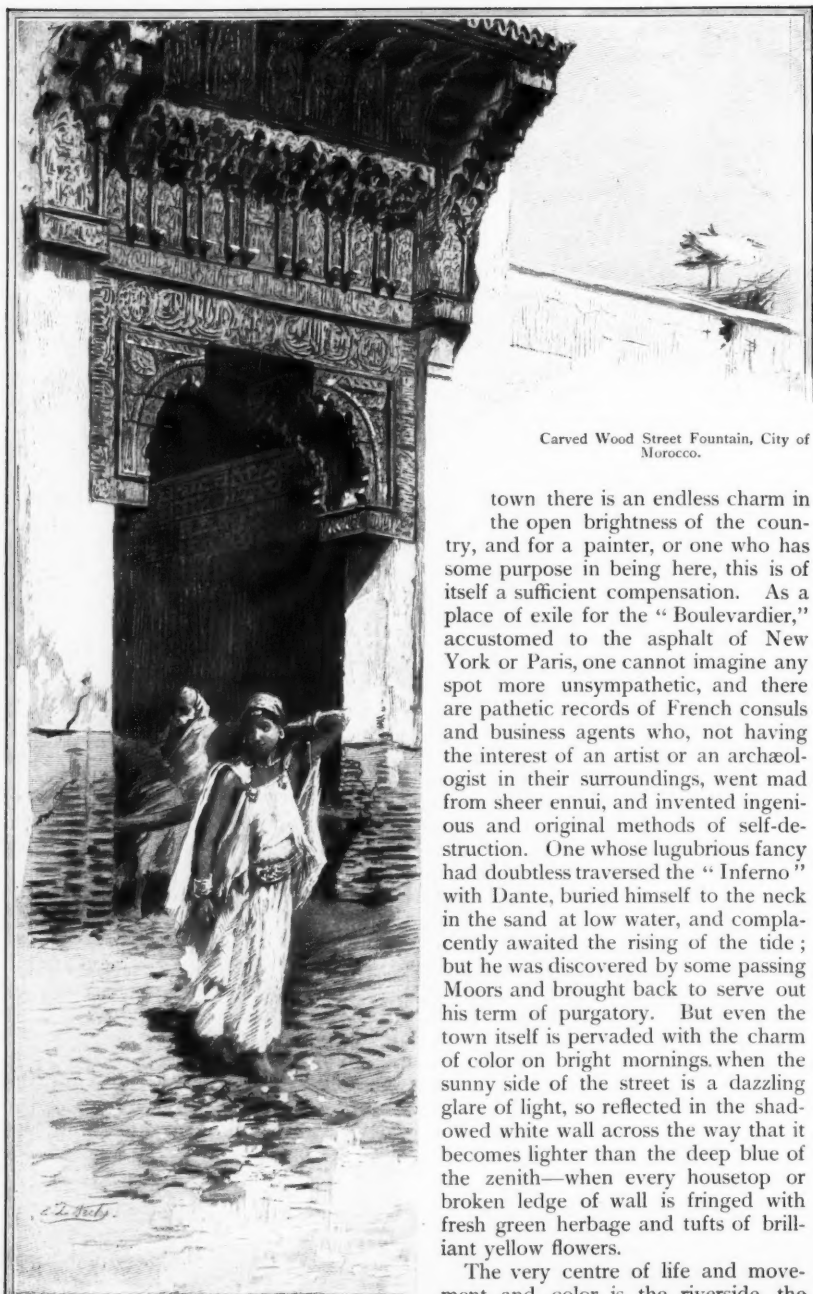 Carved Wood Street Fountain, City of
Morocco.
town there is an endless charm in
the open brightness of the coun-
try, and for a painter, or one who has
some purpose in being here, this is of
itself a sufficient compensation. As a
place of exile for the “ Boulevardier,”
accustomed to the asphalt of New
York or Paris, one cannot imagine any
spot more unsympathetic, and there
are pathetic records of French consuls
and business agents who, not having
the interest of an artist or an archæol-
ogist in their surroundings, went mad
from sheer ennui, and invented ingeni-
ous and original methods of self-de-
struction. One whose lugubrious fancy
had doubtless traversed the “ Inferno ”
with Dante, buried himself to the neck
in the sand at low water, and compla-
cently awaited the rising of the tide ;
but he was discovered by some passing
Moors and brought back to serve out
his term of purgatory. But even the
town itself is pervaded with the charm
of color on bright mornings. when the
sunny side of the street is a dazzling
glare of light, so reflected in the shad-
owed white wall across the way that it
becomes lighter than the deep blue of
the zenith—when every housetop or
broken ledge of wall is fringed with
fresh green herbage and tufts of brill-
iant yellow flowers.
The very centre of life and move-
ment and color is the riverside, the